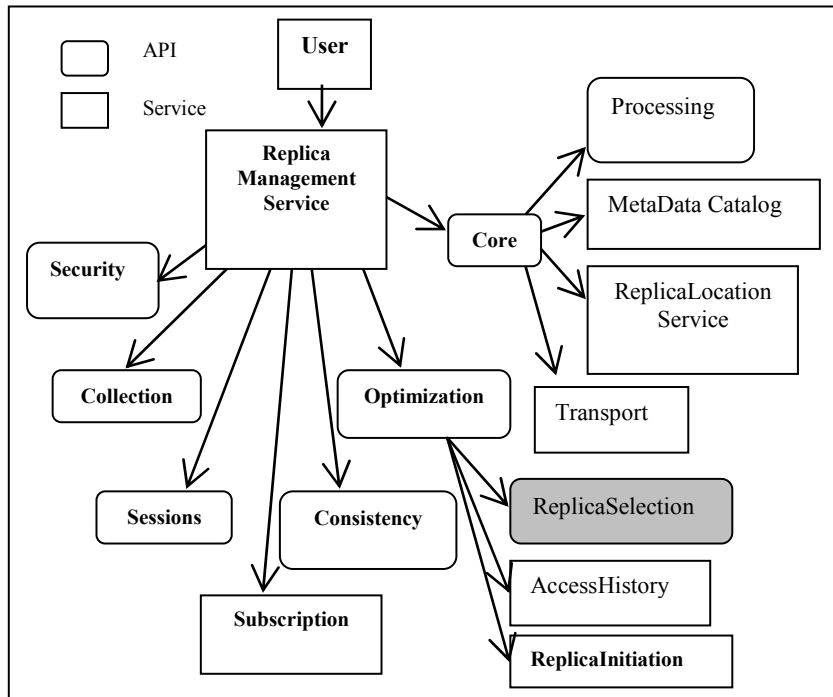 API
Service
User
Replica
Management
Service
Core
Processing
MetaData Catalog
ReplicaLocation
Service
Transport
Security
Collection
Optimization
Sessions
Consistency
Subscription
ReplicaSelection
AccessHistory
ReplicaInitiation